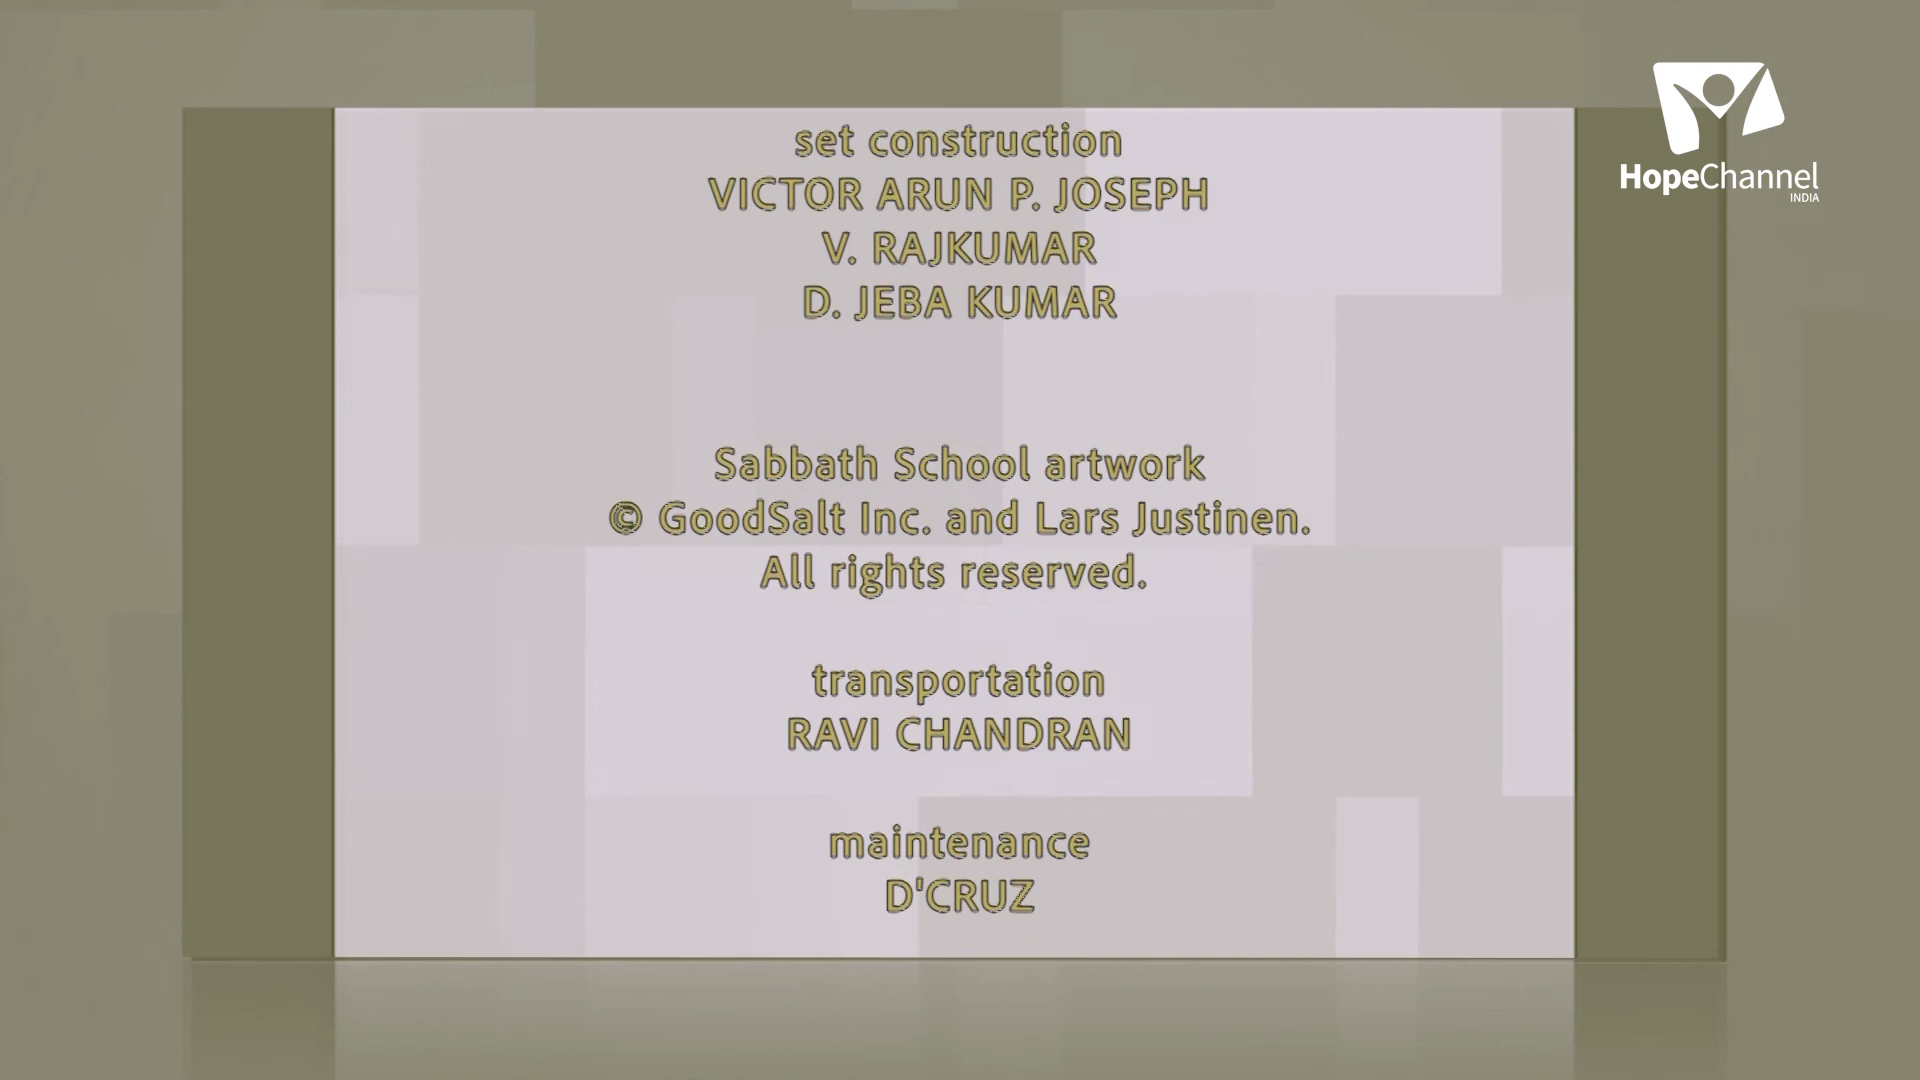 set construction
VICTOR ARUN P. JOSEPH
V. RAJKUMAR
D. JEBA KUMAR
Sabbath School artwork
© GoodSalt Inc. and Lars Justinen.
All rights reserved.
transportation
RAVI CHANDRAN
maintenance
D'CRUZ
HopeChannel
INDIA